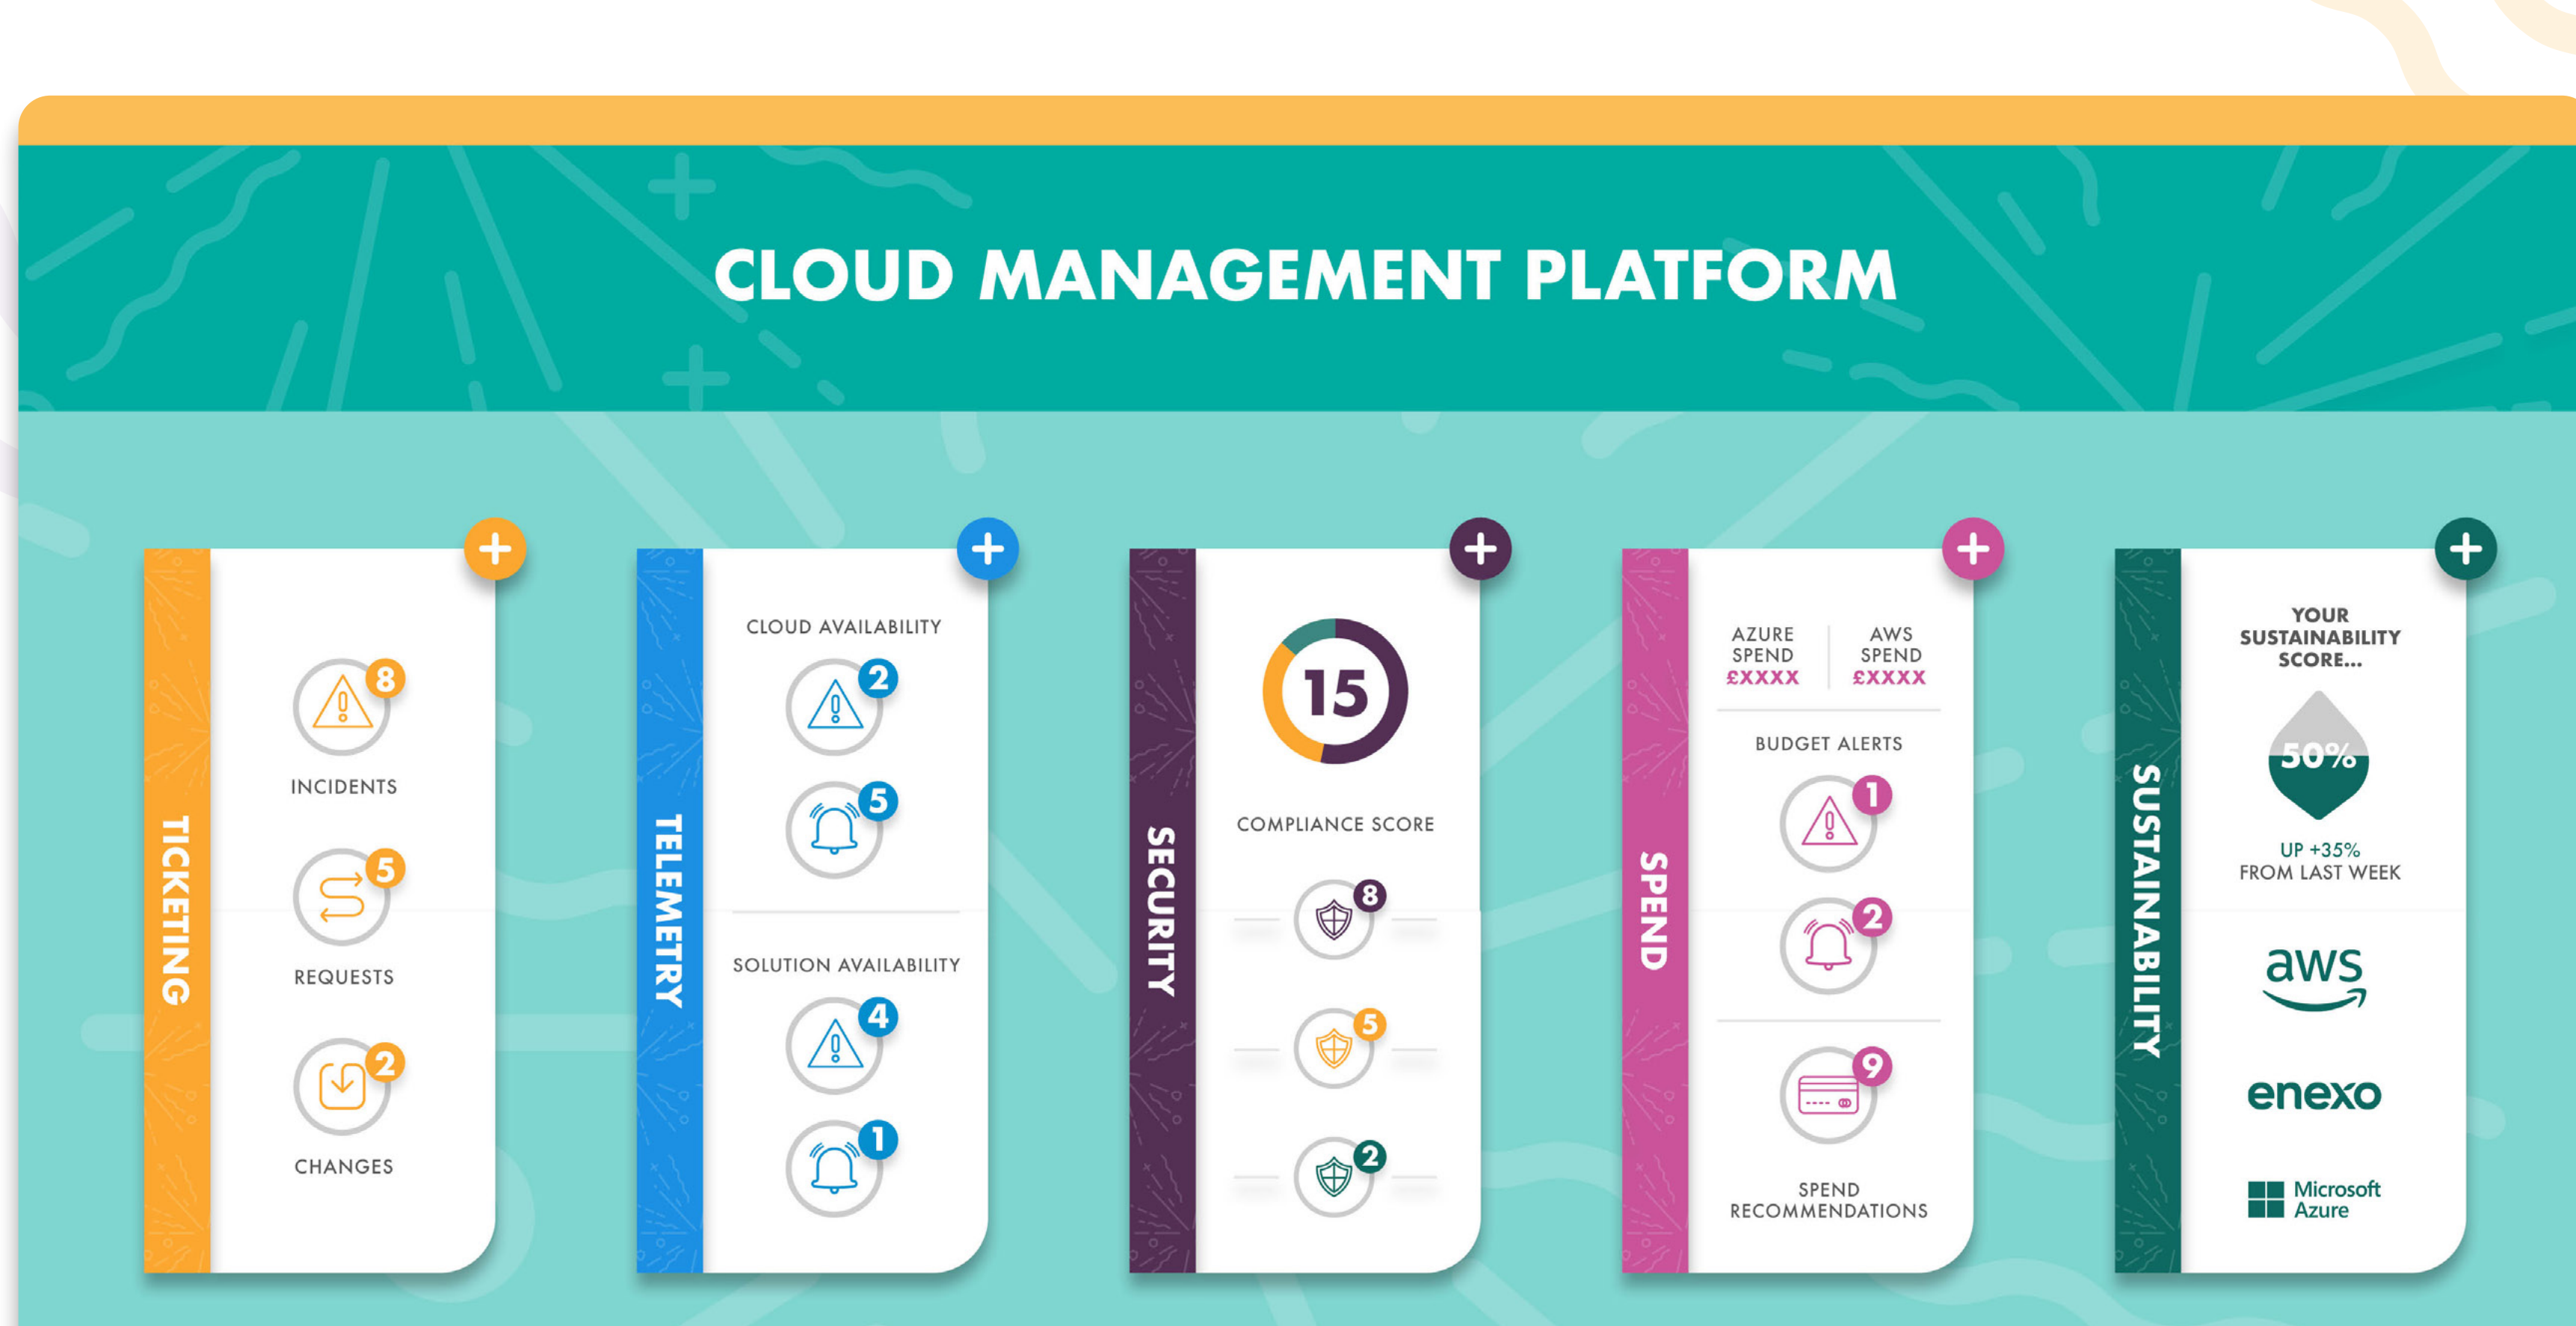 CLOUD MANAGEMENT PLATFORM
TICKETING
8
INCIDENTS
5
REQUESTS
2
CHANGES
TELEMETRY
CLOUD AVAILABILITY
2
5
SOLUTION AVAILABILITY
4
1
SECURITY
15
COMPLIANCE SCORE
8
5
2
SPEND
AZURE
SPEND
£XXXX
AWS
SPEND
£XXXX
BUDGET ALERTS
1
2
9
SPEND
RECOMMENDATIONS
SUSTAINABILITY
YOUR
SUSTAINABILITY
SCORE...
50%
UP +35%
FROM LAST WEEK
aws
enexo
Microsoft
Azure